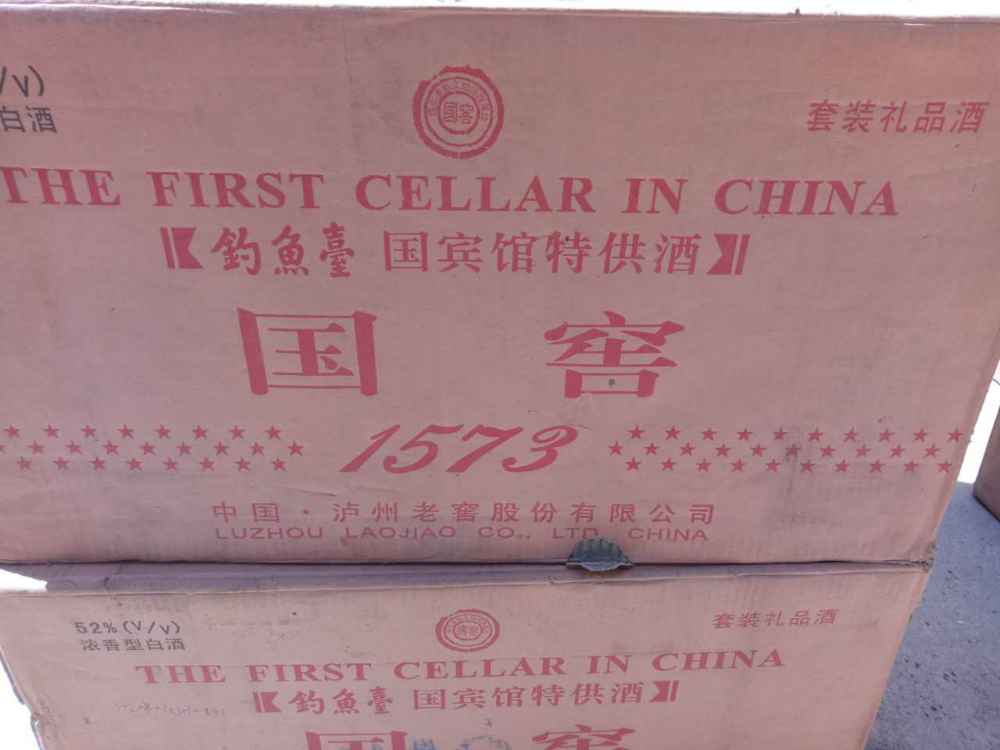 /v)
白酒
国窖
套装礼品酒
THE FIRST CELLAR IN CHINA
【釣魚臺 国宾馆特供酒】
国窖
1573
中国·泸州老窖股份有限公司
LUZHOU LAOJIAO CO., LTD, CHINA
52%(V/v)
浓香型白酒
套装礼品酒
THE FIRST CELLAR IN CHINA
【釣魚臺 国宾馆特供酒】
国窖